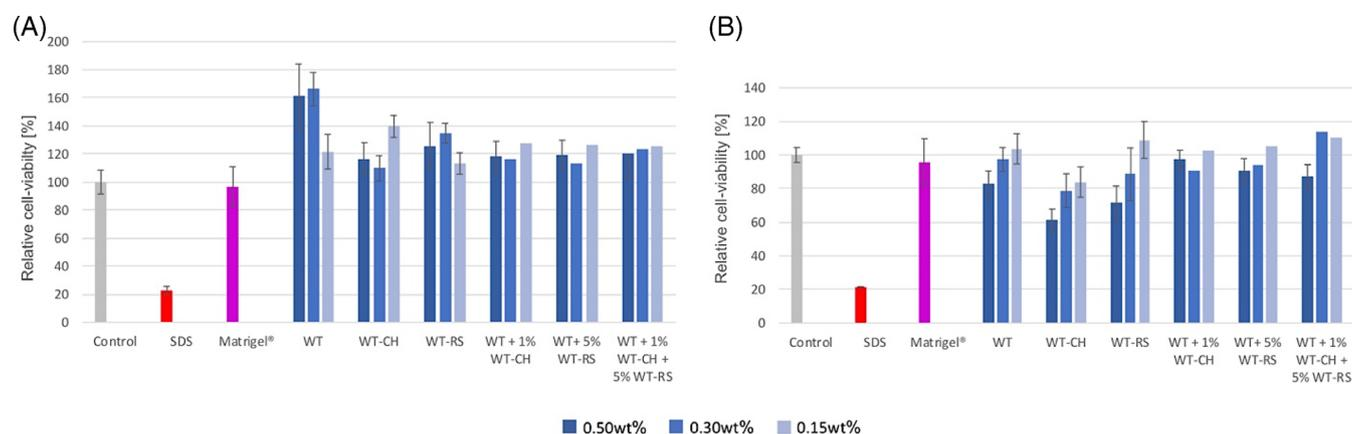 (A)
200
180
160
140
120
100
80
60
40
20
0
Relative cell-viability [%]
Control SDS Matrigel® WT WT-CH WT-RS WT + 1% WT+ 5% WT + 1%
WT-CH WT-RS WT-CH +
5% WT-RS
(B)
140
120
100
80
60
40
20
0
Relative cell-viability [%]
Control SDS Matrigel® WT WT-CH WT-RS WT + 1% WT+ 5% WT + 1%
WT-CH WT-RS WT-CH +
5% WT-RS
0.50wt% 0.30wt% 0.15wt%